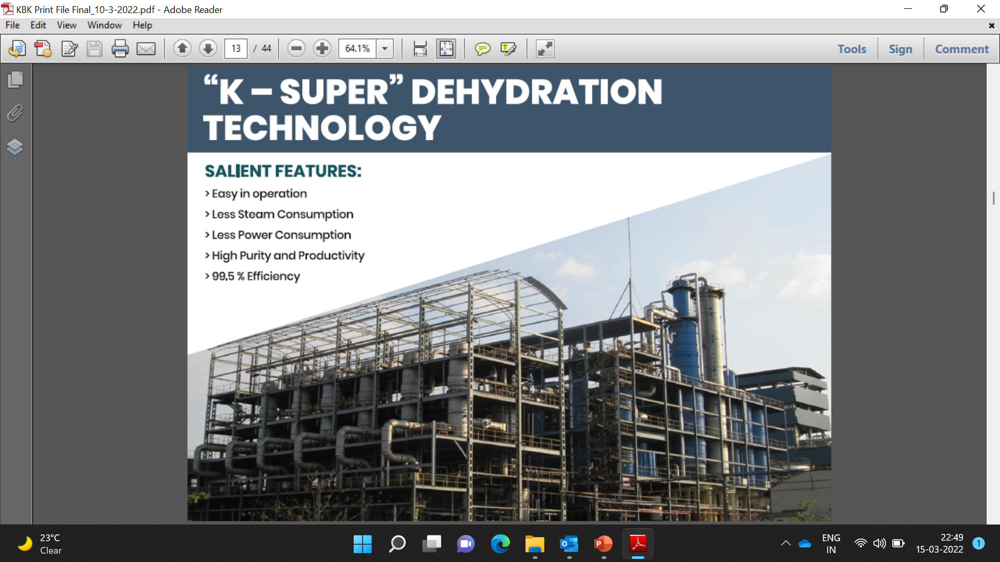 KBK Print File Final_10-3-2022.pdf - Adobe Reader
File Edit View Window Help
13 / 44 64.1% Tools Sign Comment
“K – SUPER” DEHYDRATION
TECHNOLOGY
SALIENT FEATURES:
> Easy in operation
> Less Steam Consumption
> Less Power Consumption
> High Purity and Productivity
> 99.5 % Efficiency
23°C
Clear
ENG
IN
22:49
15-03-2022
1